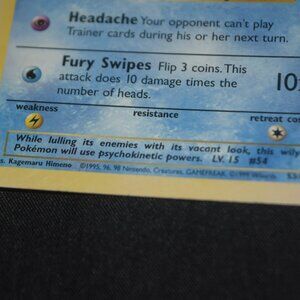 Headache Your opponent can't play
Trainer cards during his or her next turn.
Fury Swipes Flip 3 coins. This
attack does 10 damage times the
number of heads.
10
weakness resistance retreat cos
While lulling its enemies with its vacant look, this wily
Pokémon will use psychokinetic powers. LV. 15 #54
s. Kagemaru Himeno ©1995, 96, 98 Nintendo, Creatures, GAMEFREAK. ©1999 Wizards. 53